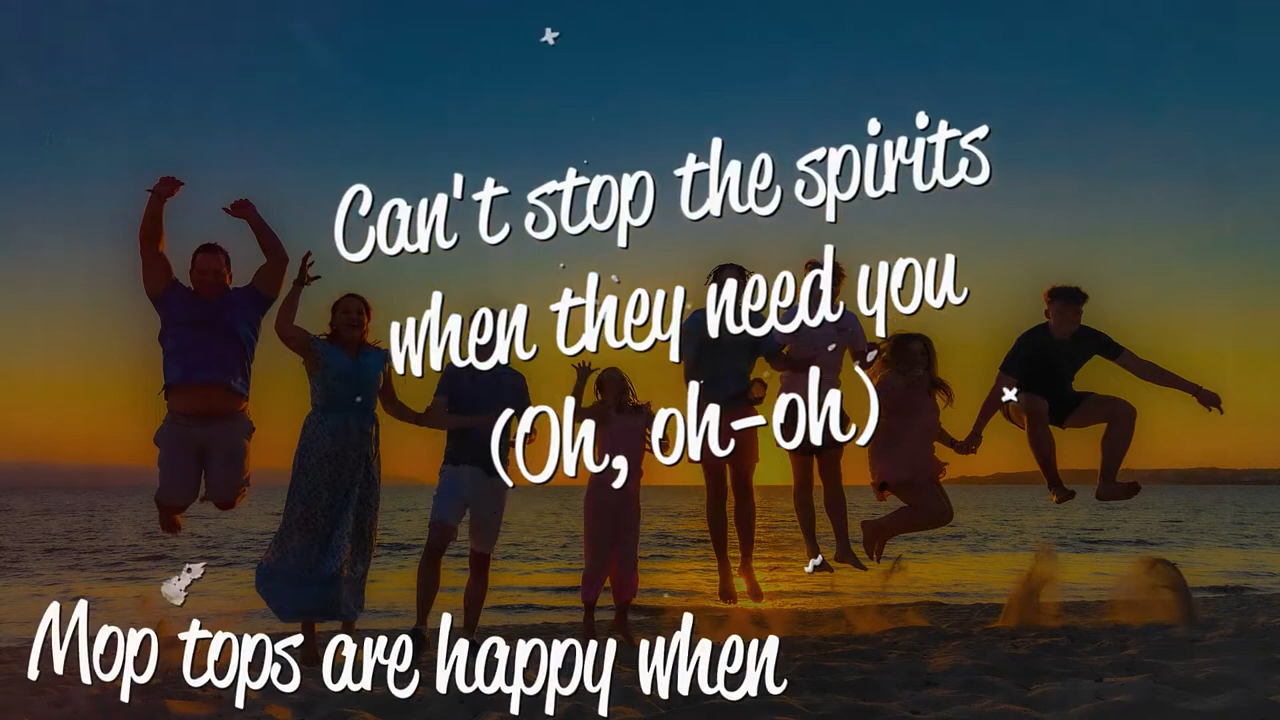 Can't stop the spirits
when they need you
(Oh, oh-oh)
Mop tops are happy when